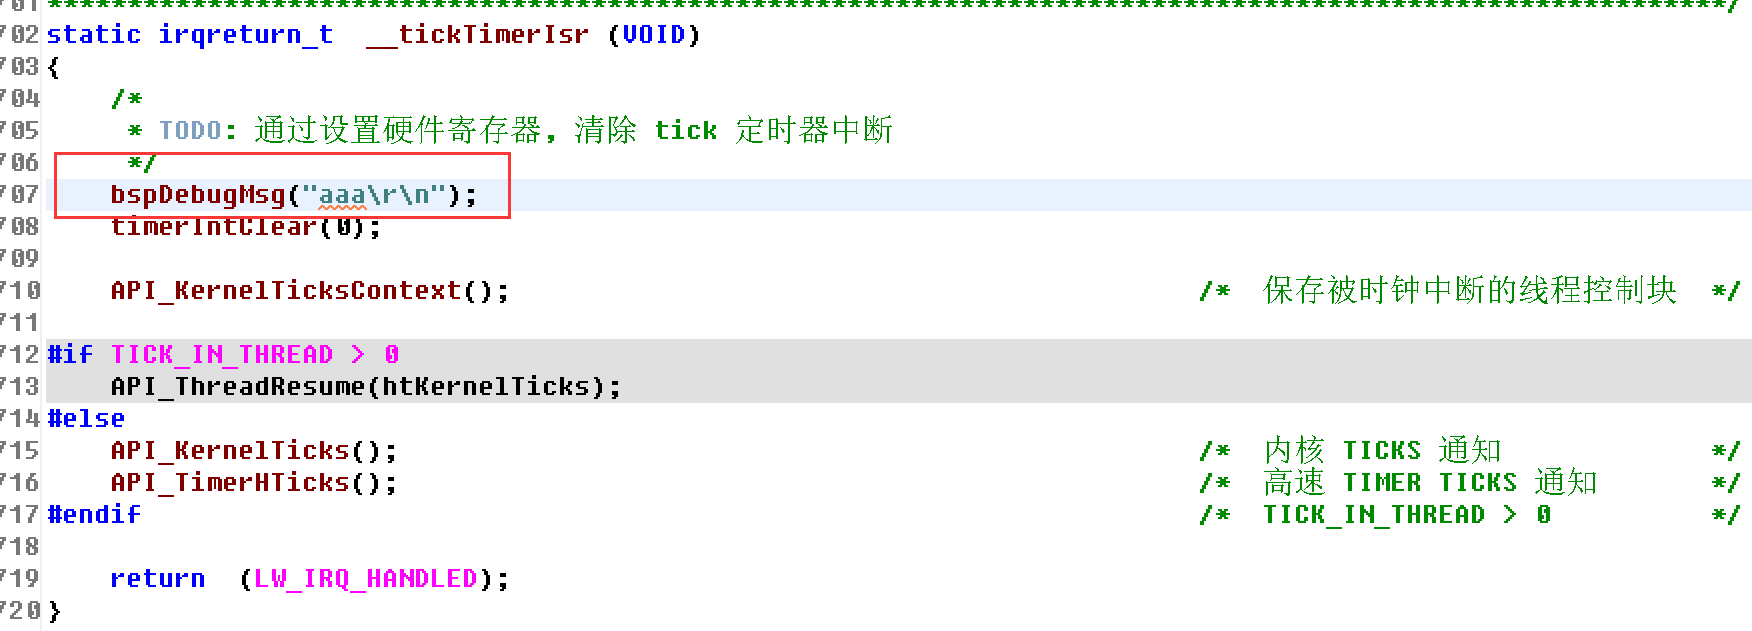 701 *********************************************************************************************************/
702 static irqreturn_t  __tickTimerIsr (VOID)
703 {
704     /*
705      * TODO: 通过设置硬件寄存器，清除 tick 定时器中断
706      */
707     bspDebugMsg("aaa\r\n");
708     timerIntClear(0);
709
710     API_KernelTicksContext();                                           /*  保存被时钟中断的线程控制块  */
711
712 #if TICK_IN_THREAD > 0
713     API_ThreadResume(htKernelTicks);
714 #else
715     API_KernelTicks();                                                  /*  内核 TICKS 通知             */
716     API_TimerHTicks();                                                  /*  高速 TIMER TICKS 通知       */
717 #endif                                                                  /*  TICK_IN_THREAD > 0          */
718
719     return  (LW_IRQ_HANDLED);
720 }